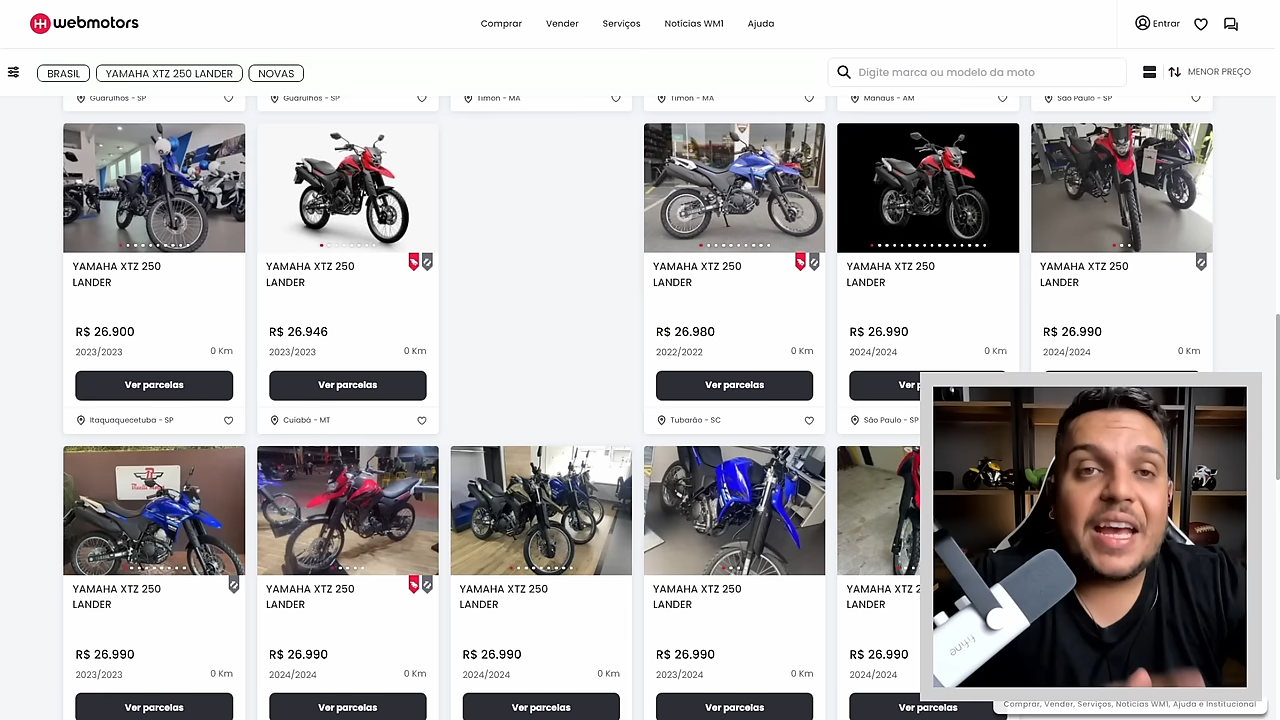 webmotors
Comprar
Vender
Serviços
Notícias WM1
Ajuda
Entrar
BRASIL
YAMAHA XTZ 250 LANDER
NOVAS
Digite marca ou modelo da moto
MENOR PREÇO
Guarulhos - SP
Guarulhos - SP
Timon - MA
Timon - MA
Manaus - AM
São Paulo - SP
YAMAHA XTZ 250
LANDER
R$ 26.900
2023/2023
0 Km
Ver parcelas
Itaquaquecetuba - SP
YAMAHA XTZ 250
LANDER
R$ 26.946
2023/2023
0 Km
Ver parcelas
Cuiabá - MT
YAMAHA XTZ 250
LANDER
R$ 26.980
2022/2022
0 Km
Ver parcelas
Tubarão - SC
YAMAHA XTZ 250
LANDER
R$ 26.990
2024/2024
0 Km
Ver p
São Paulo - SP
YAMAHA XTZ 250
LANDER
R$ 26.990
2024/2024
0 Km
YAMAHA XTZ 250
LANDER
R$ 26.990
2023/2023
0 Km
Ver parcelas
YAMAHA XTZ 250
LANDER
R$ 26.990
2024/2024
0 Km
Ver parcelas
YAMAHA XTZ 250
LANDER
R$ 26.990
2024/2024
0 Km
Ver parcelas
YAMAHA XTZ 250
LANDER
R$ 26.990
2023/2024
0 Km
Ver parcelas
YAMAHA XTZ 2
LANDER
R$ 26.990
2024/2024
Ver parcelas
fifine
Comprar, Vender, Serviços, Notícias WM1, Ajuda e Institucional